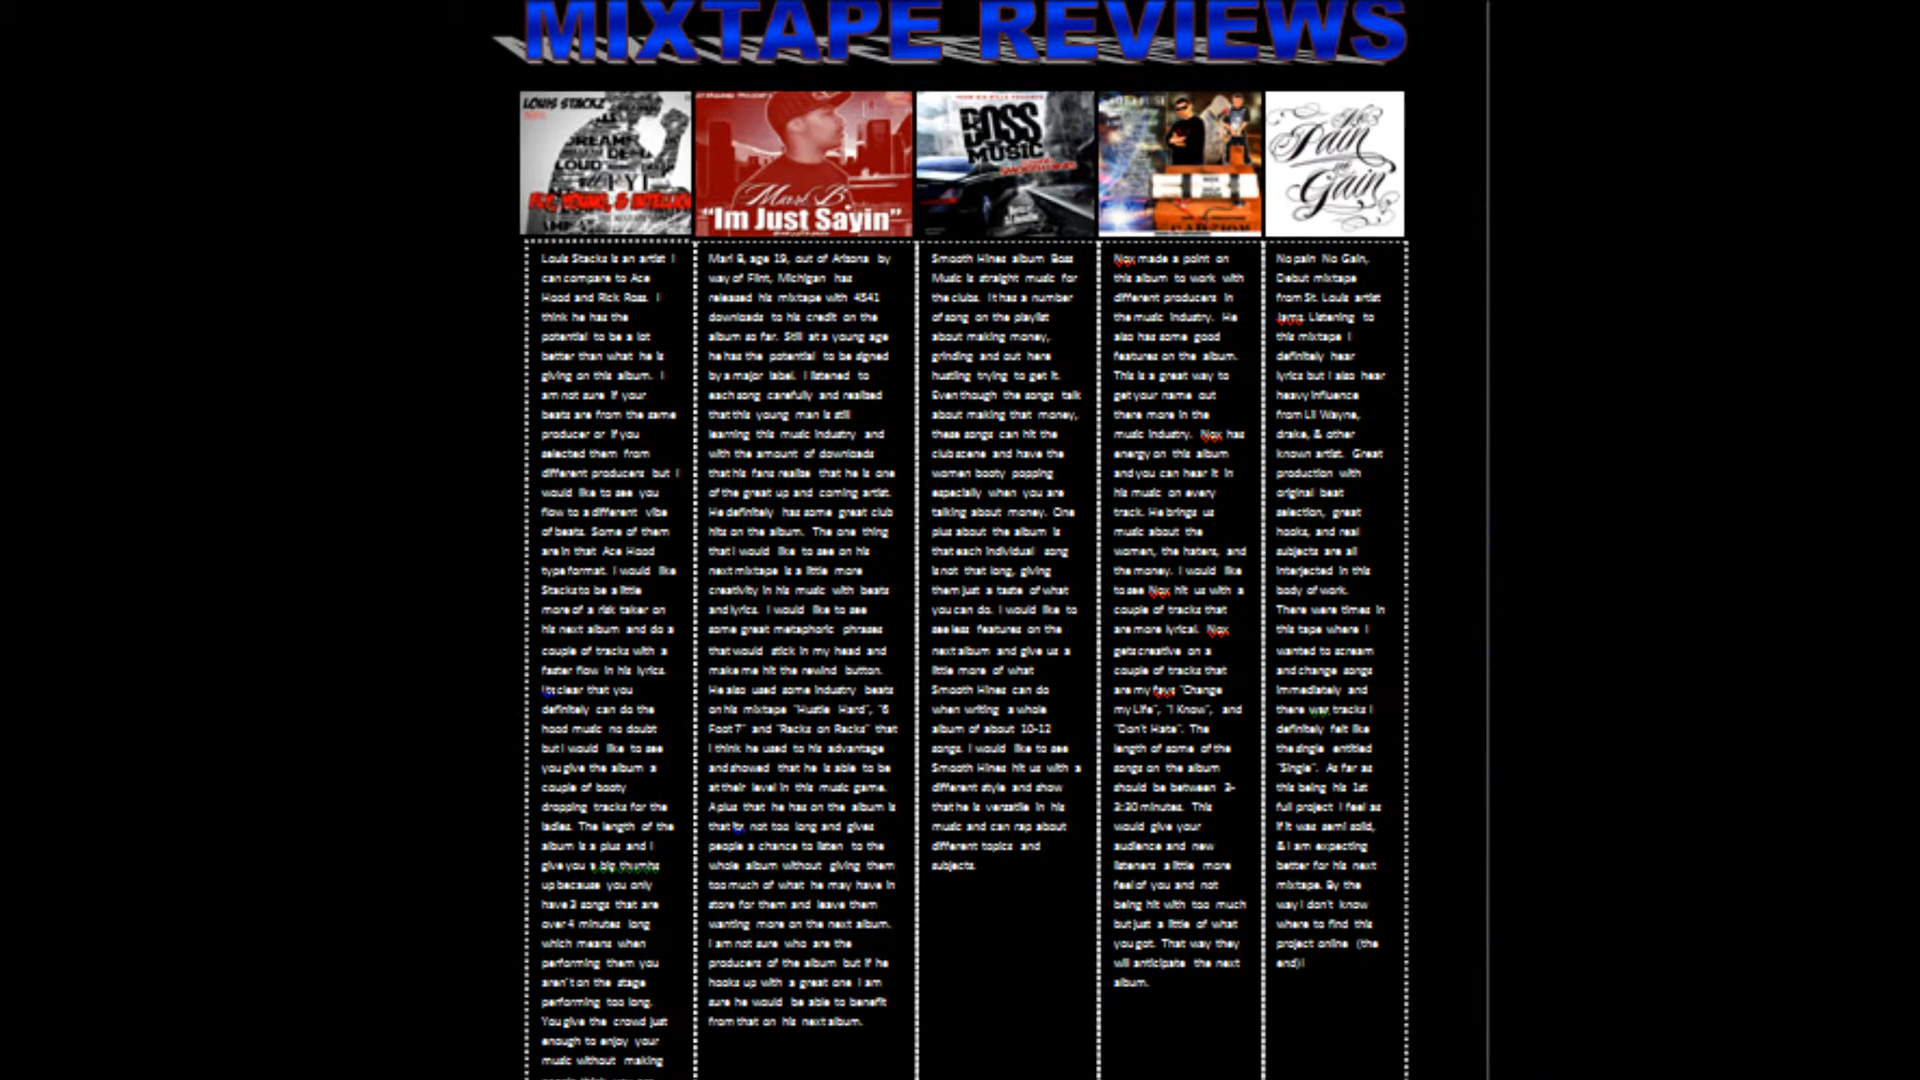 MIXTAPE REVIEWS
LOUIS STACKZ
DREAMS
LOUD
FLY, YOUNG, &
Marl B.
"Im Just Sayin"
BOSS
MUSIC
No
Pain
Gain
Louis Stacks is an artist I
can compare to Ace
Hood and Rick Ross. I
think he has the
potential to be a lot
better than what he is
giving on this album. I
am not sure if your
beats are from the same
producer or if you
selected them from
different producers but I
would like to see you
flow to a different vibe
of beats. Some of them
are in that Ace Hood
type format. I would like
Stacks to be a little
more of a risk taker on
his next album and do a
couple of tracks with a
faster flow in his lyrics.
Its clear that you
definitely can do the
hood music no doubt
but I would like to see
you give the album a
couple of booty
dropping tracks for the
ladies. The length of the
album is a plus and I
give you a big thumbs
up because you only
have 3 songs that are
over 4 minutes long
which means when
performing them you
aren't on the stage
performing too long.
You give the crowd just
enough to enjoy your
music without making
Marl B, age 19, out of Arizona by
way of Flint, Michigan has
released his mixtape with 4541
downloads to his credit on the
album so far. Still at a young age
he has the potential to be signed
by a major label. I listened to
each song carefully and realized
that this young man is still
learning this music industry and
with the amount of downloads
that his fans realize that he is one
of the great up and coming artist.
He definitely has some great club
hits on the album. The one thing
that I would like to see on his
next mixtape is a little more
creativity in his music with beats
and lyrics. I would like to see
some great metaphoric phrases
that would stick in my head and
make me hit the rewind button.
He also used some industry beats
on his mixtape "Hustle Hard", "6
Foot 7" and "Racks on Racks" that
I think he used to his advantage
and showed that he is able to be
at their level in this music game.
A plus that he has on the album is
that its not too long and gives
people a chance to listen to the
whole album without giving them
too much of what he may have in
store for them and leave them
wanting more on the next album.
I am not sure who are the
producers of the album but if he
hooks up with a great one I am
sure he would be able to benefit
from that on his next album.
Smooth Hines album Boss
Music is straight music for
the clubs. It has a number
of song on the playlist
about making money,
grinding and out here
hustling trying to get it.
Even though the songs talk
about making that money,
these songs can hit the
club scene and have the
women booty popping
especially when you are
talking about money. One
plus about the album is
that each individual song
is not that long, giving
them just a taste of what
you can do. I would like to
see less features on the
next album and give us a
little more of what
Smooth Hines can do
when writing a whole
album of about 10-12
songs. I would like to see
Smooth Hines hit us with a
different style and show
that he is versatile in his
music and can rap about
different topics and
subjects.
Nox made a point on
this album to work with
different producers in
the music industry. He
also has some good
features on the album.
This is a great way to
get your name out
there more in the
music industry. Nox has
energy on this album
and you can hear it in
his music on every
track. He brings us
music about the
women, the haters, and
the money. I would like
to see Nox hit us with a
couple of tracks that
are more lyrical. Nox
gets creative on a
couple of tracks that
are my favs "Change
my Life", "I Know", and
"Don't Hate". The
length of some of the
songs on the album
should be between 3-
3:30 minutes. This
would give your
audience and new
listeners a little more
feel of you and not
being hit with too much
but just a little of what
you got. That way they
will anticipate the next
album.
No pain No Gain,
Debut mixtape
from St. Louis artist
Jams. Listening to
this mixtape I
definitely hear
lyrics but I also hear
heavy influence
from Lil Wayne,
drake, & other
known artist. Great
production with
original beat
selection, great
hooks, and real
subjects are all
interjected in this
body of work.
There were times in
this tape where I
wanted to scream
and change songs
immediately and
there was tracks I
definitely felt like
the single entitled
"Single". As far as
this being his 1st
full project I feel as
if it was semi solid,
& I am expecting
better for his next
mixtape. By the
way I don't know
where to find this
project online (the
end)!